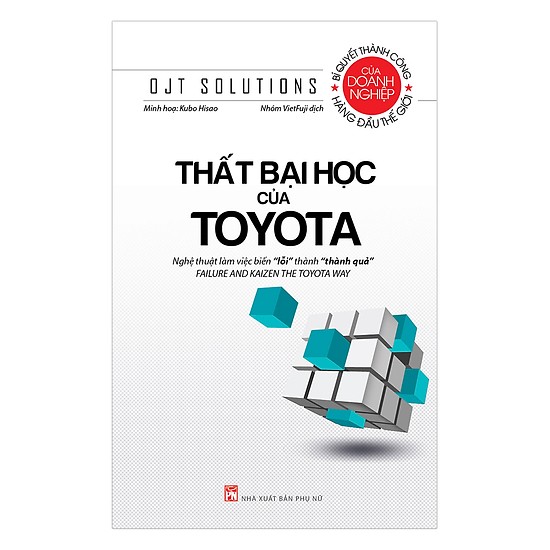 OJT SOLUTIONS
Minh hoạ: Kubo Hisao Nhóm VietFuji dịch
BÍ QUYẾT THÀNH CÔNG
CỦA
DOANH
NGHIỆP
HÀNG ĐẦU THẾ GIỚI
THẤT BẠI HỌC
CỦA
TOYOTA
Nghệ thuật làm việc biến “lỗi” thành “thành quả”
FAILURE AND KAIZEN THE TOYOTA WAY
PN
NHÀ XUẤT BẢN PHỤ NỮ